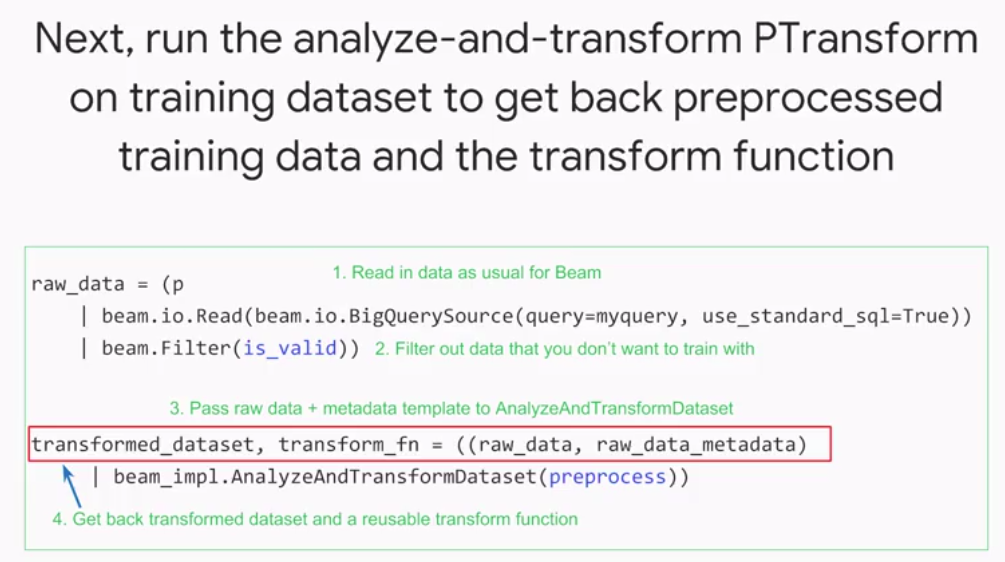 Next, run the analyze-and-transform PTransform
on training dataset to get back preprocessed
training data and the transform function
1. Read in data as usual for Beam
raw_data = (p
| beam.io.Read(beam.io.BigQuerySource(query=myquery, use_standard_sql=True))
| beam.Filter(is_valid)) 2. Filter out data that you don't want to train with
3. Pass raw data + metadata template to AnalyzeAndTransformDataset
transformed_dataset, transform_fn = ((raw_data, raw_data_metadata)
| beam_impl.AnalyzeAndTransformDataset(preprocess))
4. Get back transformed dataset and a reusable transform function